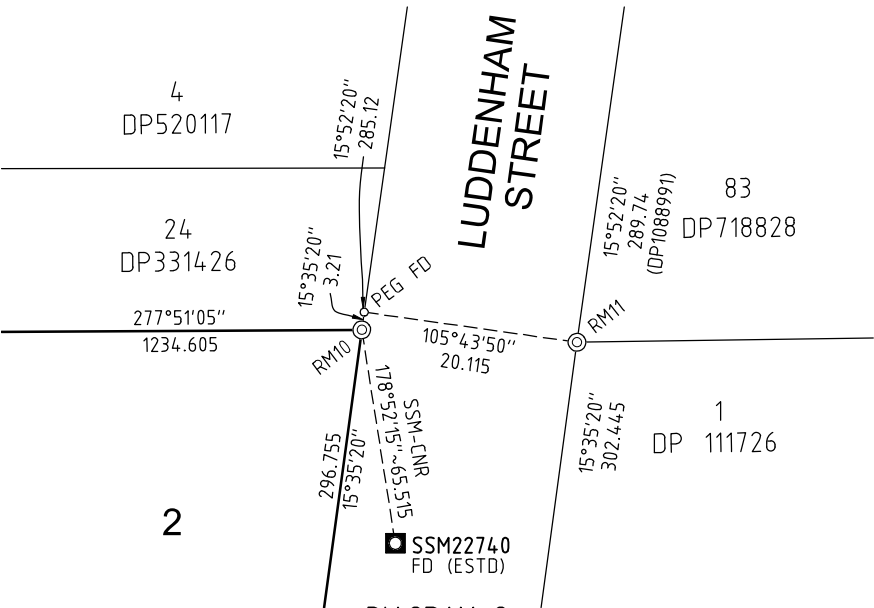 LUDDENHAM
STREET
4
DP520117
15°52'20"
285.12
24
DP331426
15°35'20"
3.21
PEG FD
15°52'20"
289.74
(DP1088991)
83
DP718828
277°51'05"
1234.605
RM10
105°43'50"
20.115
RM11
SSM-CNR
178°52'15"~65.515
296.755
15°35'20"
15°35'20"
302.445
1
DP 111726
2
SSM22740
FD (ESTD)